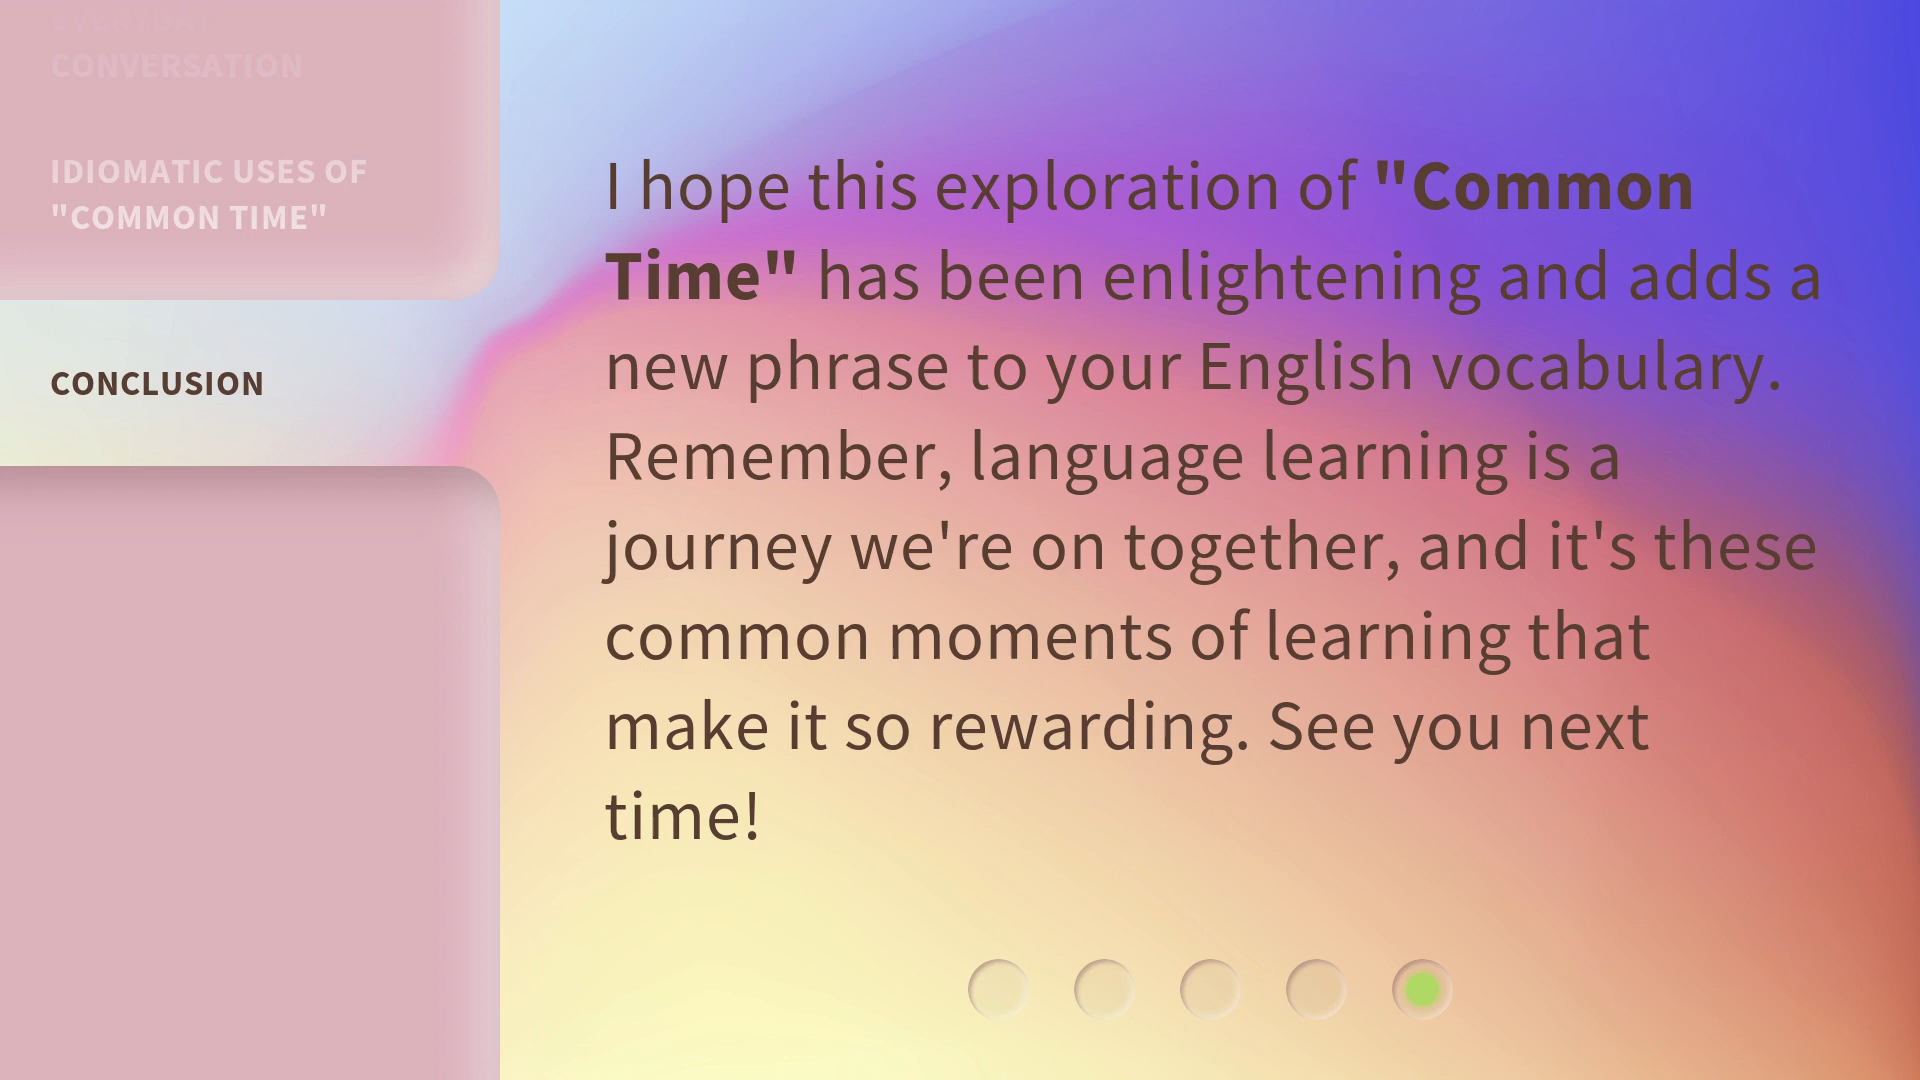 EVERYDAY
CONVERSATION
IDIOMATIC USES OF
"COMMON TIME"
CONCLUSION
I hope this exploration of "Common
Time" has been enlightening and adds a
new phrase to your English vocabulary.
Remember, language learning is a
journey we're on together, and it's these
common moments of learning that
make it so rewarding. See you next
time!